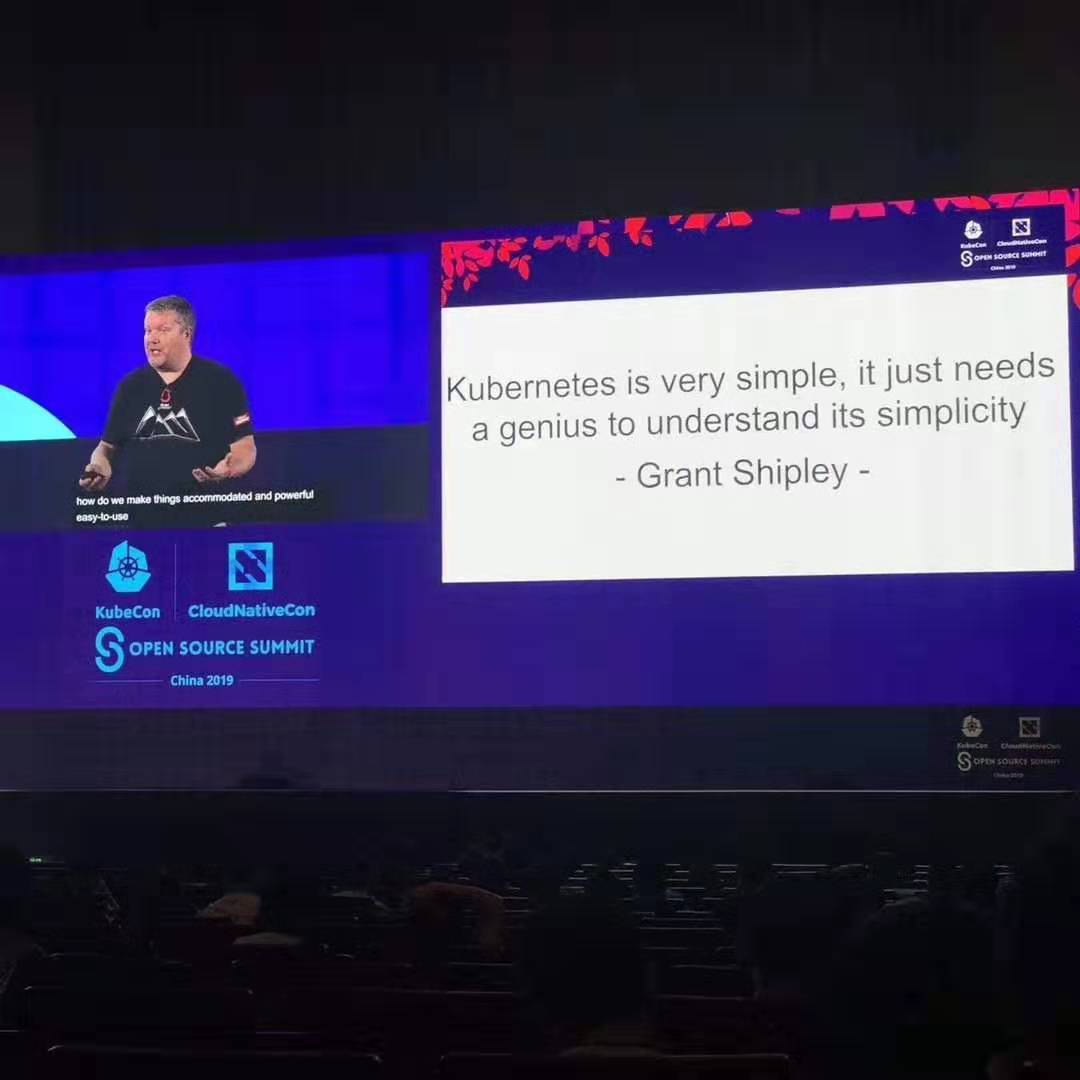 KubeCon
CloudNativeCon
OPEN SOURCE SUMMIT
China 2019
Kubernetes is very simple, it just needs
a genius to understand its simplicity
- Grant Shipley -
how do we make things accommodated and powerful
easy-to-use
KubeCon
CloudNativeCon
OPEN SOURCE SUMMIT
China 2019
KubeCon
CloudNativeCon
OPEN SOURCE SUMMIT
China 2019